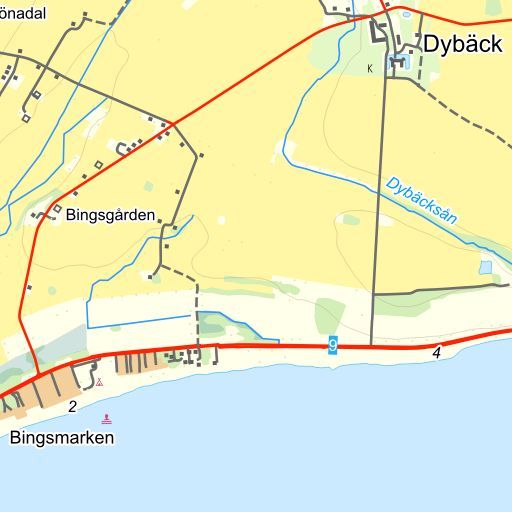 önadal
Dybäck
K
Dybäcksån
Bingsgården
9
4
2
Bingsmarken